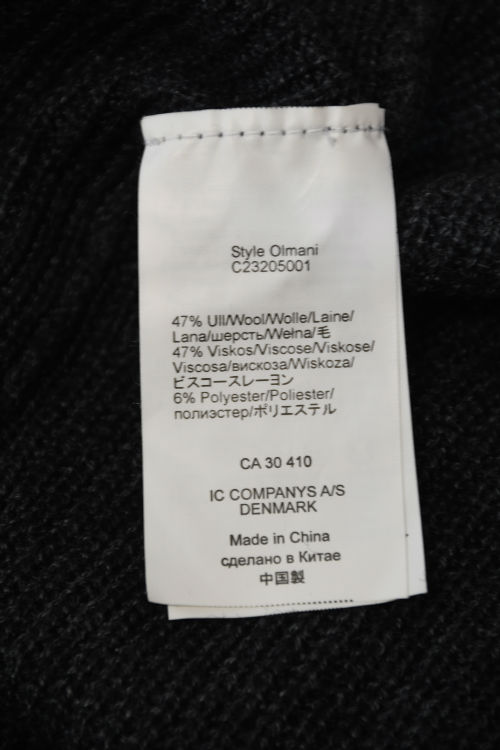 Style Olmani
C23205001
47% Ull/Wool/Wolle/Laine/
Lana/шерсть/Wełna/毛
47% Viskos/Viscose/Viskose/
Viscosa/вискоза/Wiskoza/
ビスコースレーヨン
6% Polyester/Poliester/
полиэстер/ポリエステル
CA 30 410
IC COMPANYS A/S
DENMARK
Made in China
сделано в Китае
中国製